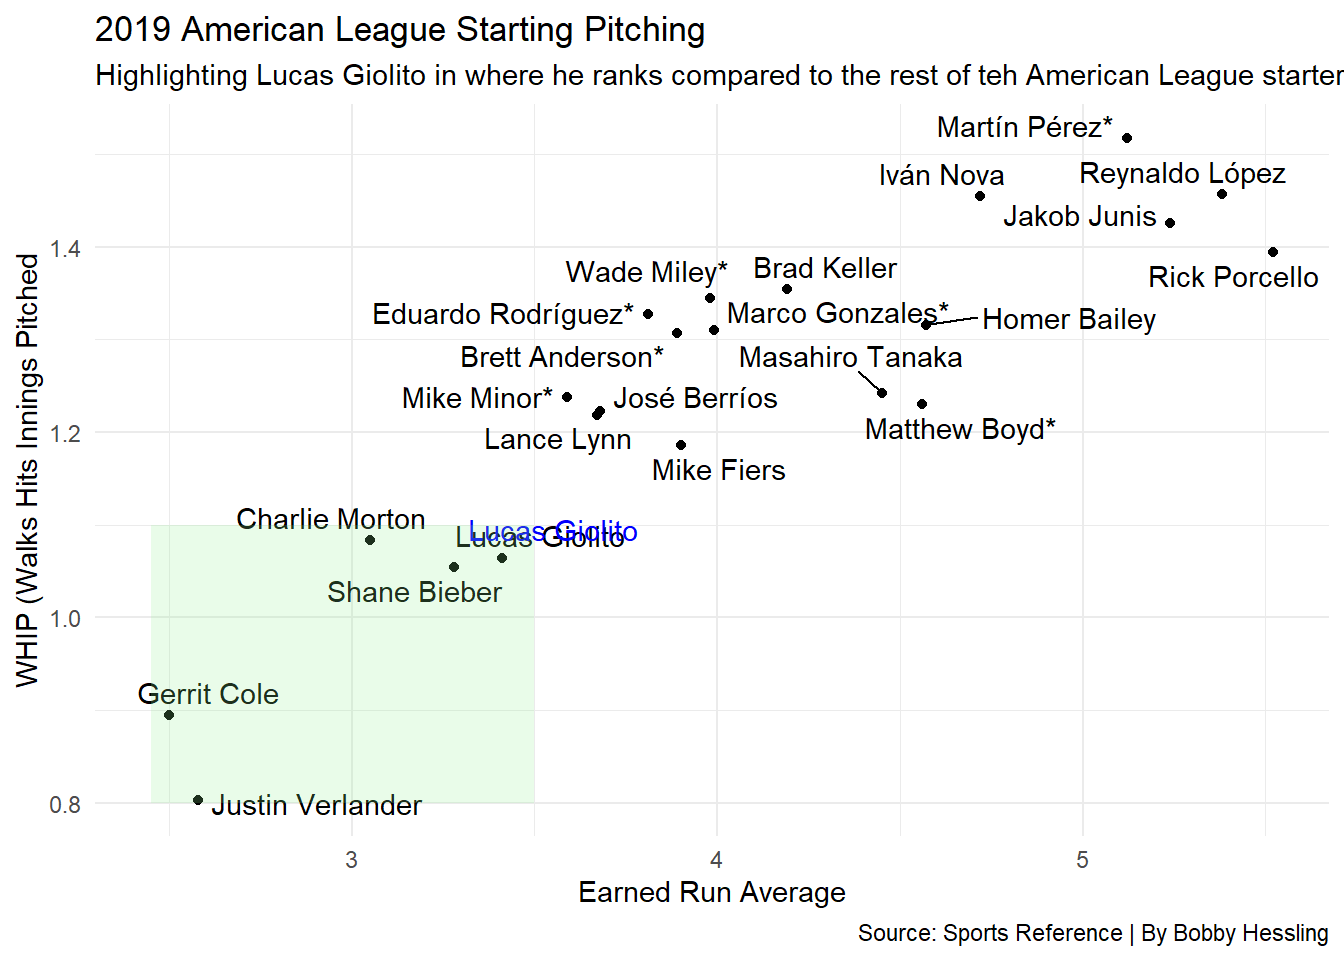 2019 American League Starting Pitching
Highlighting Lucas Giolito in where he ranks compared to the rest of teh American League starter
Martín Pérez*
Iván Nova
Reynaldo López
Jakob Junis
1.4
Wade Miley*
Brad Keller
Rick Porcello
Eduardo Rodríguez*
Marco Gonzales*
Homer Bailey
Brett Anderson*
Masahiro Tanaka
Mike Minor*
José Berríos
1.2
Lance Lynn
Matthew Boyd*
Mike Fiers
Charlie Morton
Lucas Giolito
Lucas Giolito
Shane Bieber
1.0
Gerrit Cole
0.8
Justin Verlander
WHIP (Walks Hits Innings Pitched
3
4
5
Earned Run Average
Source: Sports Reference | By Bobby Hessling